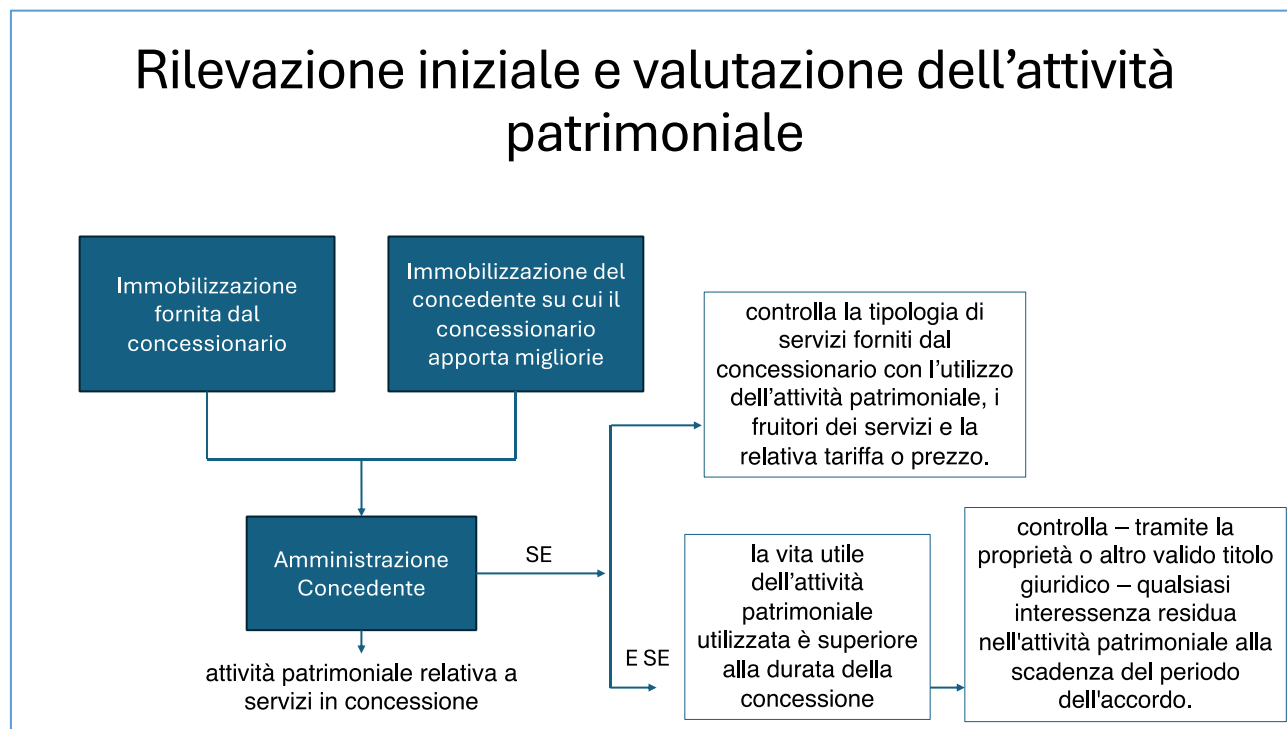 Rilevazione iniziale e valutazione dell’attività
patrimoniale
Immobilizzazione
fornita dal
concessionario
Immobilizzazione del
concedente su cui il
concessionario
apporta migliorie
controlla la tipologia di
servizi forniti dal
concessionario con l’utilizzo
dell’attività patrimoniale, i
fruitori dei servizi e la
relativa tariffa o prezzo.
Amministrazione
Concedente
SE
attività patrimoniale relativa a
servizi in concessione
E SE
la vita utile
dell’attività
patrimoniale
utilizzata è superiore
alla durata della
concessione
controlla – tramite la
proprietà o altro valido titolo
giuridico – qualsiasi
interessenza residua
nell'attività patrimoniale alla
scadenza del periodo
dell'accordo.